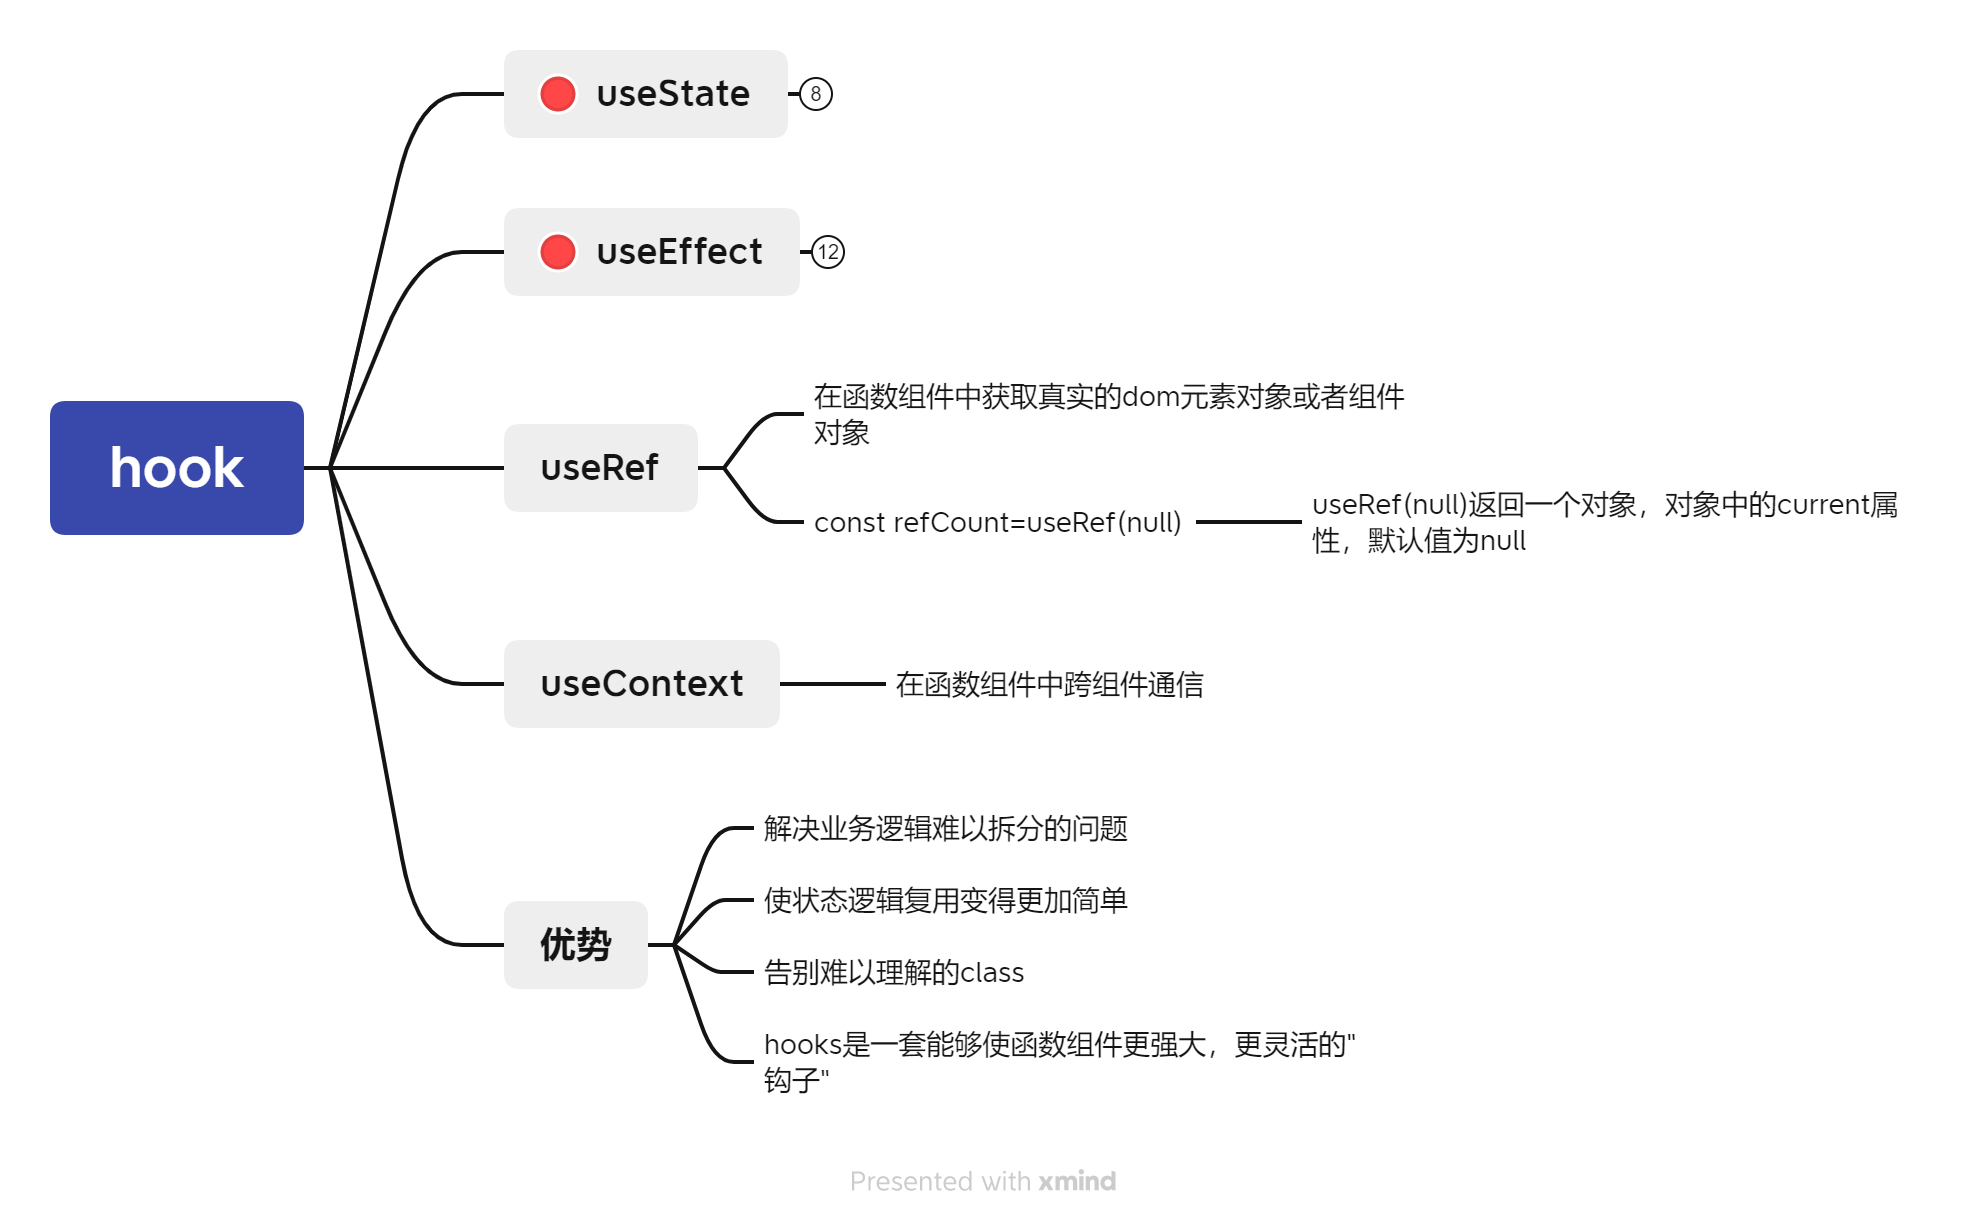 useState
8
useEffect
12
hook
useRef
在函数组件中获取真实的dom元素对象或者组件
对象
const refCount=useRef(null)
useRef(null)返回一个对象，对象中的current属
性，默认值为null
useContext
在函数组件中跨组件通信
优势
解决业务逻辑难以拆分的问题
使状态逻辑复用变得更加简单
告别难以理解的class
hooks是一套能够使函数组件更强大，更灵活的"
钩子"
Presented with xmind